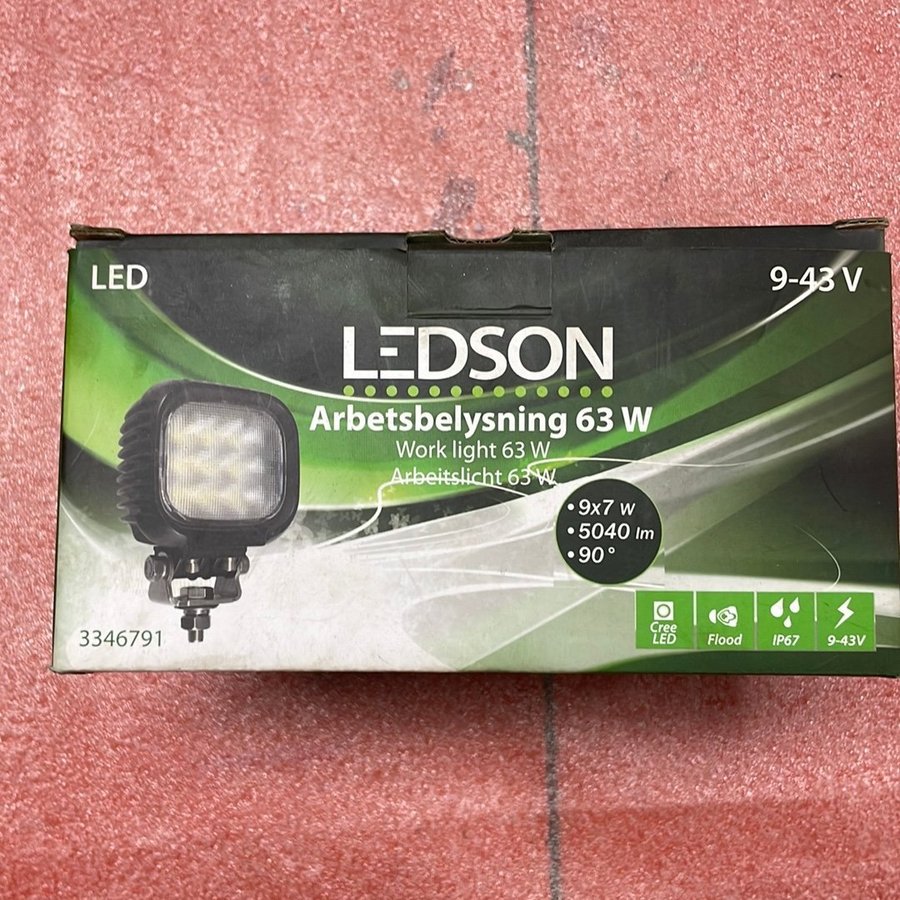 LED
9-43 V
LEDSON
Arbetsbelysning 63 W
Work light 63 W
Arbeitslicht 63 W
• 9x7 W
• 5040 lm
• 90°
3346791
Cree
LED
Flood
IP67
9-43V